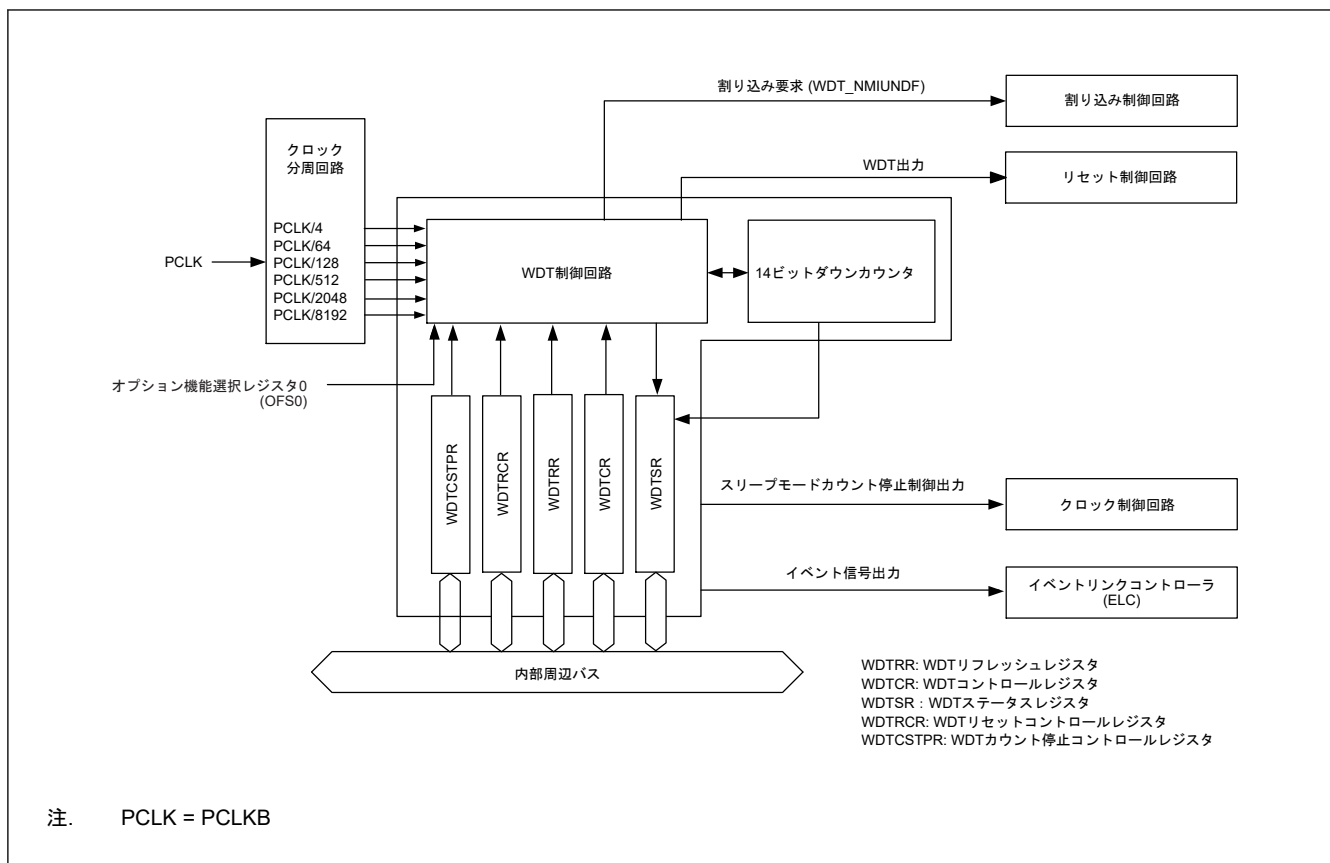 割り込み要求 (WDT_NMIUNDF)
割り込み制御回路
クロック
分周回路
WDT出力
リセット制御回路
PCLK
PCLK/4
PCLK/64
PCLK/128
PCLK/512
PCLK/2048
PCLK/8192
WDT制御回路
14ビットダウンカウンタ
オプション機能選択レジスタ0
(OFS0)
WDTCSTPR
WDTRCR
WDTRR
WDTCR
WDTSR
スリープモードカウント停止制御出力
クロック制御回路
イベント信号出力
イベントリンクコントローラ
(ELC)
内部周辺バス
WDTRR: WDTリフレッシュレジスタ
WDTCR: WDTコントロールレジスタ
WDTSR : WDTステータスレジスタ
WDTRCR: WDTリセットコントロールレジスタ
WDTCSTPR: WDTカウント停止コントロールレジスタ
注. PCLK = PCLKB